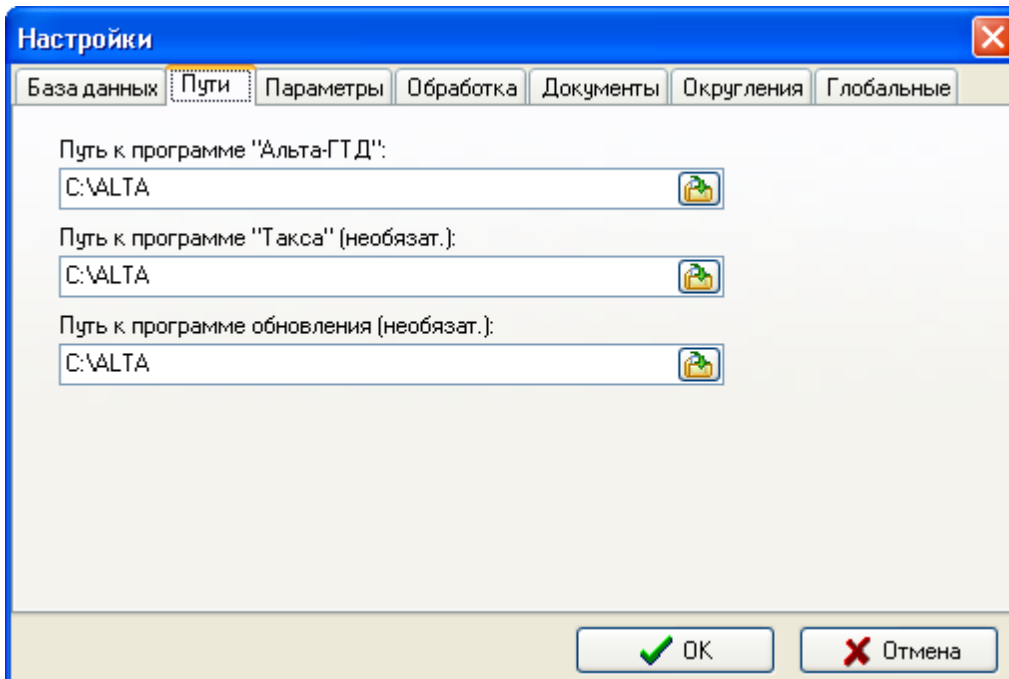 Настройки
База данных Пути Параметры Обработка Документы Округления Глобальные
Путь к программе "Альта-ГТД":
C:\ALTA
Путь к программе "Такса" (необязат.):
C:\ALTA
Путь к программе обновления (необязат.):
C:\ALTA
OK Отмена